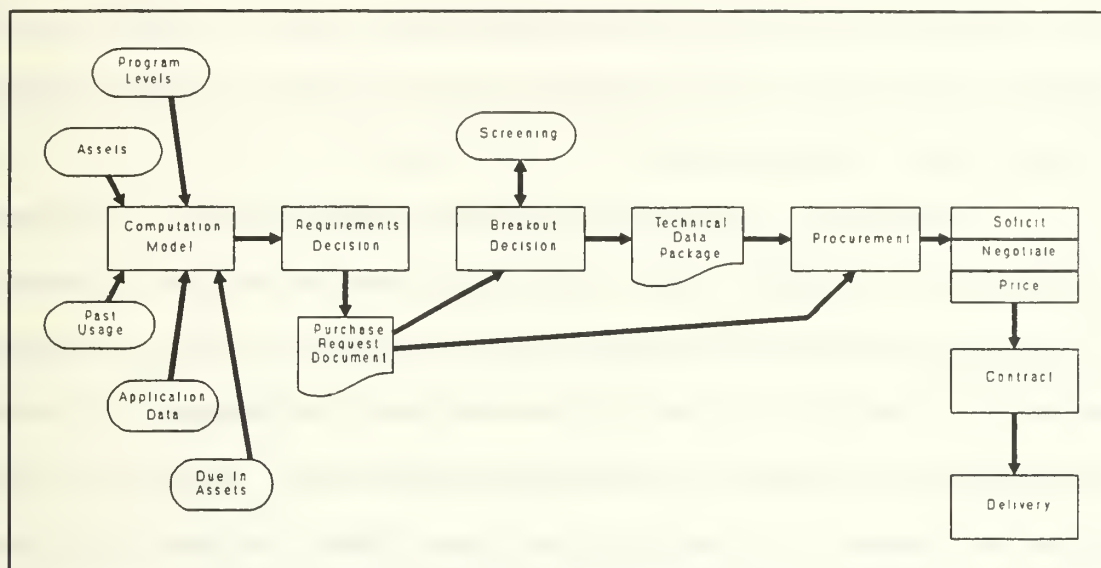 Program
Levels
Assets
Screening
Computation
Model
Requirements
Decision
Breakout
Decision
Technical
Data
Package
Procurement
Solicit
Negotiate
Price
Past
Usage
Purchase
Request
Document
Application
Data
Contract
Due In
Assets
Delivery